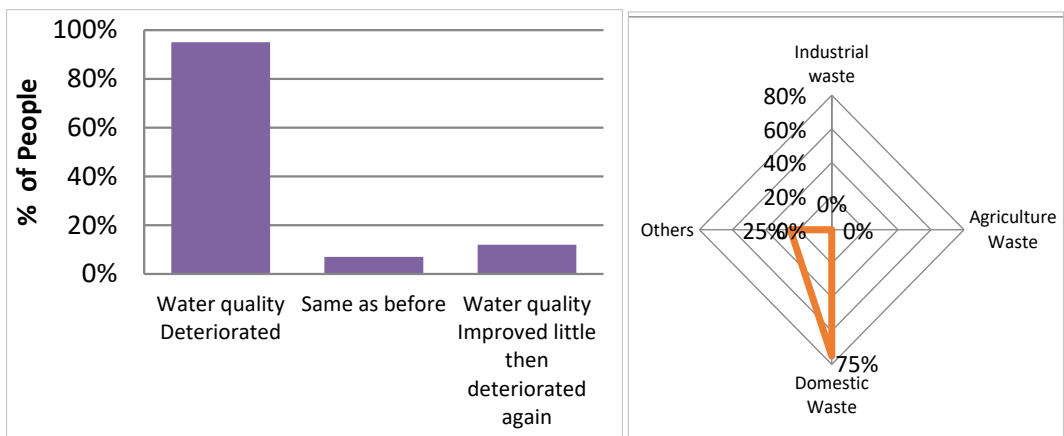 100%
80%
60%
40%
20%
0%
% of People
Water quality
Deteriorated
Same as before
Water quality
Improved little
then
deteriorated
again
Industrial
waste
80%
60%
40%
20%
0%
0%
Agriculture
Waste
0%
25%
Others
75%
Domestic
Waste